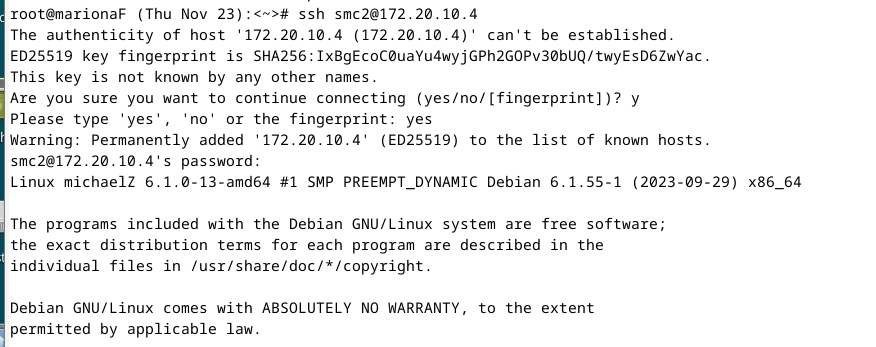 root@marionaF (Thu Nov 23):<~># ssh smc2@172.20.10.4
The authenticity of host '172.20.10.4 (172.20.10.4)' can't be established.
ED25519 key fingerprint is SHA256:IxBgEcoC0uaYu4wyjGPh2GOPv30bUQ/twyEsD6ZwYac.
This key is not known by any other names.
Are you sure you want to continue connecting (yes/no/[fingerprint])? y
Please type 'yes', 'no' or the fingerprint: yes
Warning: Permanently added '172.20.10.4' (ED25519) to the list of known hosts.
smc2@172.20.10.4's password:
Linux michaelZ 6.1.0-13-amd64 #1 SMP PREEMPT_DYNAMIC Debian 6.1.55-1 (2023-09-29) x86_64

The programs included with the Debian GNU/Linux system are free software;
the exact distribution terms for each program are described in the
individual files in /usr/share/doc/*/copyright.

Debian GNU/Linux comes with ABSOLUTELY NO WARRANTY, to the extent
permitted by applicable law.